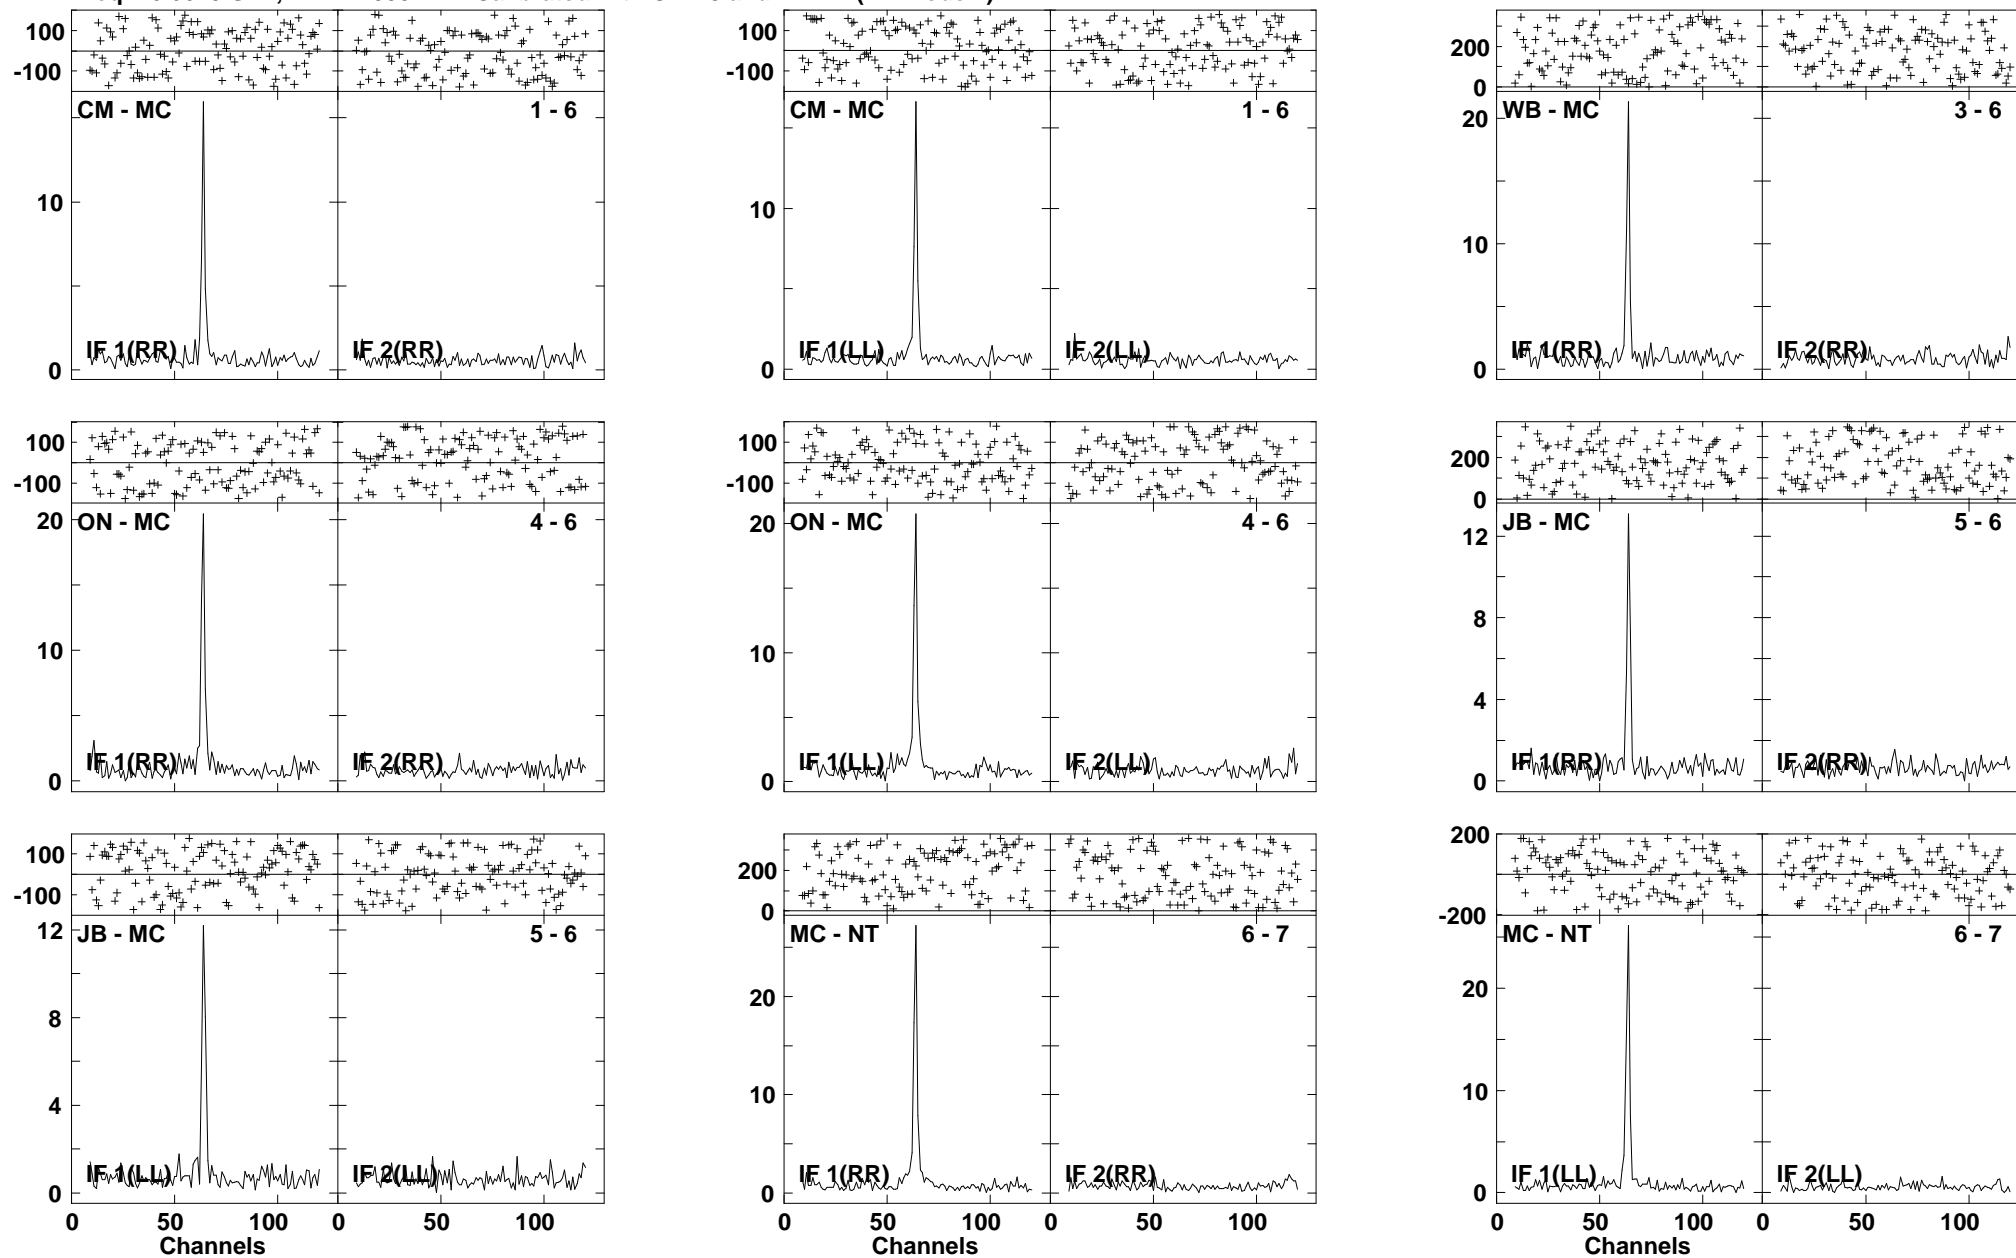 100 100 200
-100 -100 0
CM - MC 1 - 6 CM - MC 1 - 6 WB - MC 3 - 6
20
10 10 10
IF 1(RR) IF 2(RR) IF 1(LL) IF 2(LL) IF 1(RR) IF 2(RR)
0 0 0
100 100 200
-100 -100 0
ON - MC 4 - 6 ON - MC 4 - 6 JB - MC 5 - 6
20 20 12
8
10 10
4
IF 1(RR) IF 2(RR) IF 1(LL) IF 2(LL) IF 1(RR) IF 2(RR)
0 0 0
200
100 200
-100 0 -200
JB - MC 5 - 6 MC - NT 6 - 7 MC - NT 6 - 7
12
8 20 20
4 10 10
IF 1(LL) IF 2(LL) IF 1(RR) IF 2(RR) IF 1(LL) IF 2(LL)
0 0 0
0 50 100 0 50 100 0 50 100 0 50 100 0 50 100 0 50 100
Channels Channels Channels